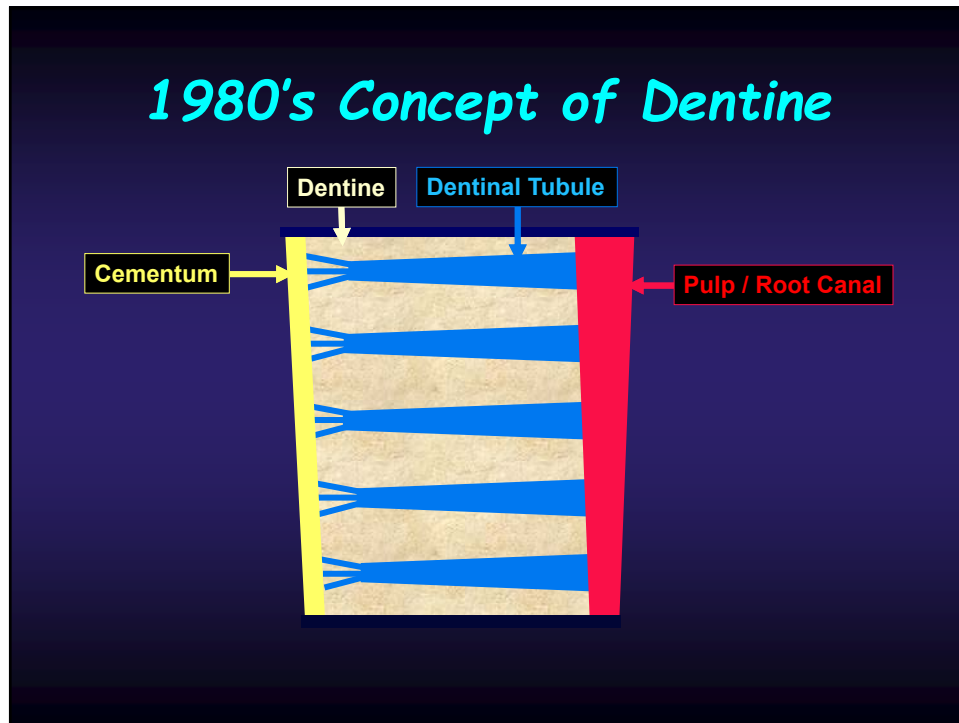 1980's Concept of Dentine
Dentine
Dentinal Tubule
Cementum
Pulp / Root Canal